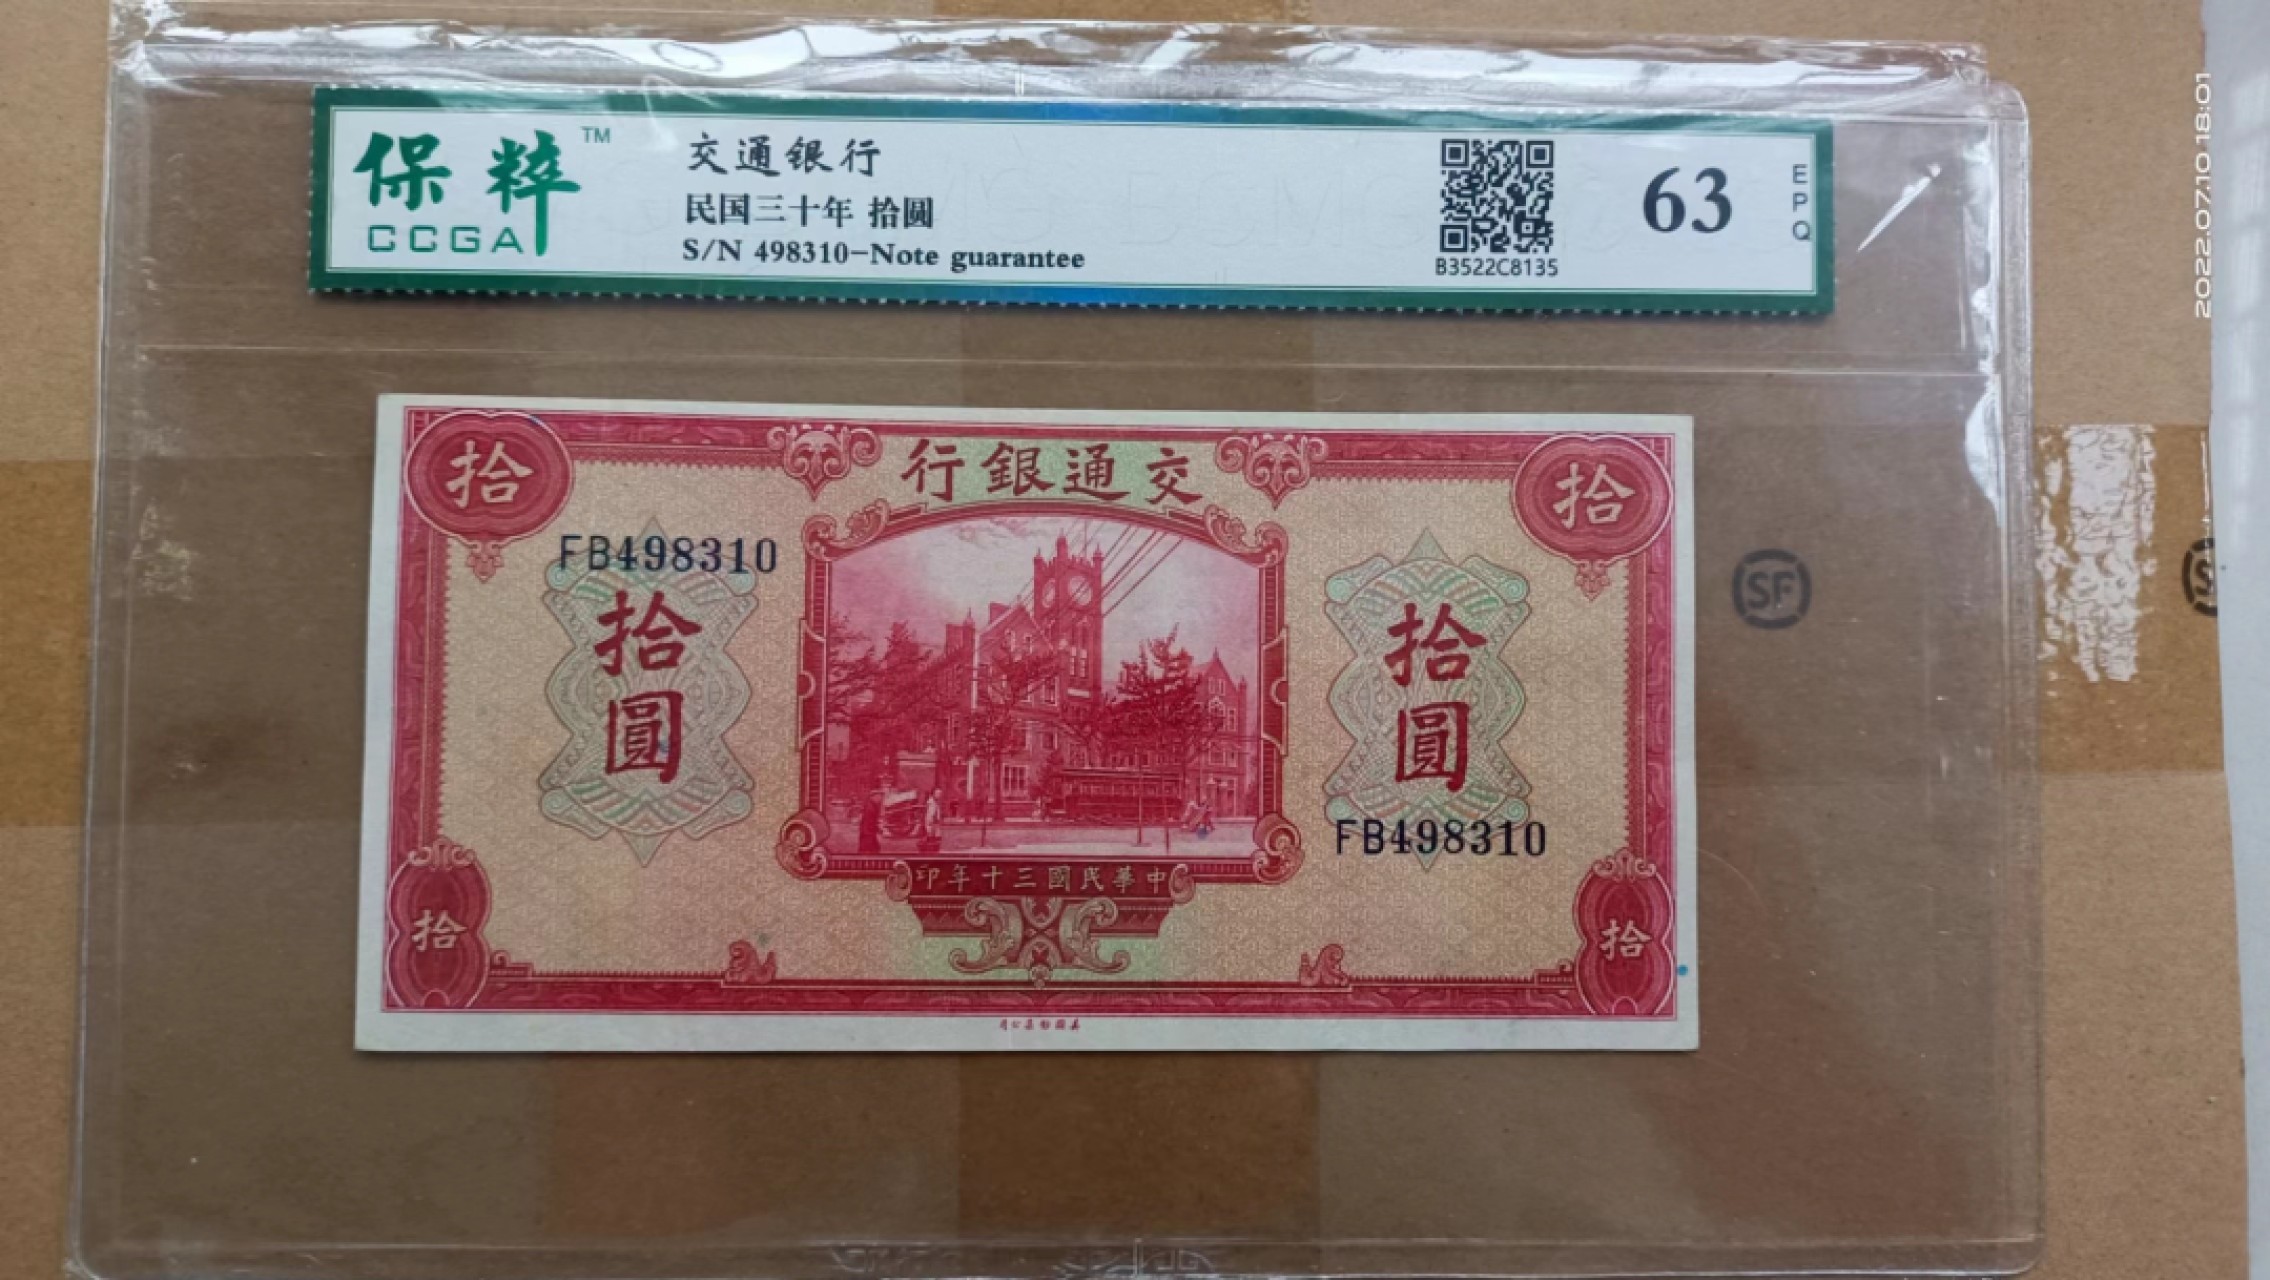 保粹™
CCGA
交通银行
民国三十年 拾圆
S/N 498310-Note guarantee
B3522C8135
63
EPQ
2022.07.10 18:01
拾
行銀通交
拾
FB498310
拾圓
拾圓
FB498310
印年十三國民華中
拾
拾
SF